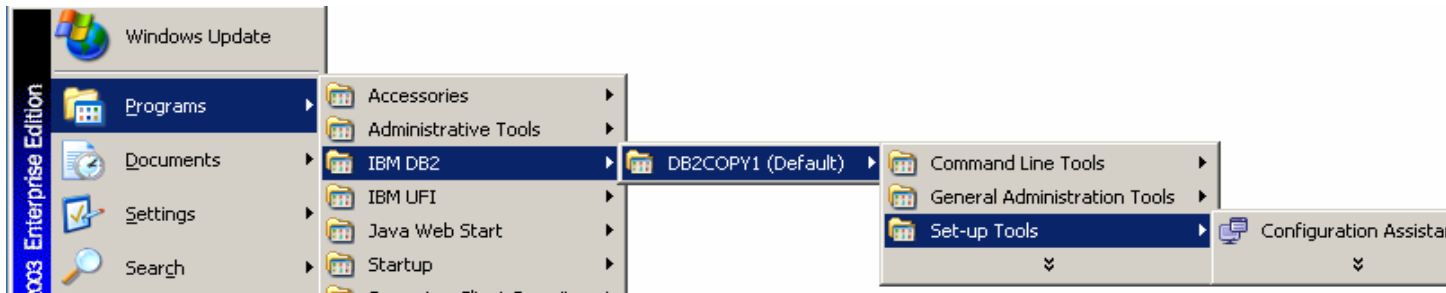 Windows Update
Programs
Documents
Settings
Search
2003 Enterprise Edition
Accessories
Administrative Tools
IBM DB2
IBM UFI
Java Web Start
Startup
DB2COPY1 (Default)
Command Line Tools
General Administration Tools
Set-up Tools
Configuration Assistan